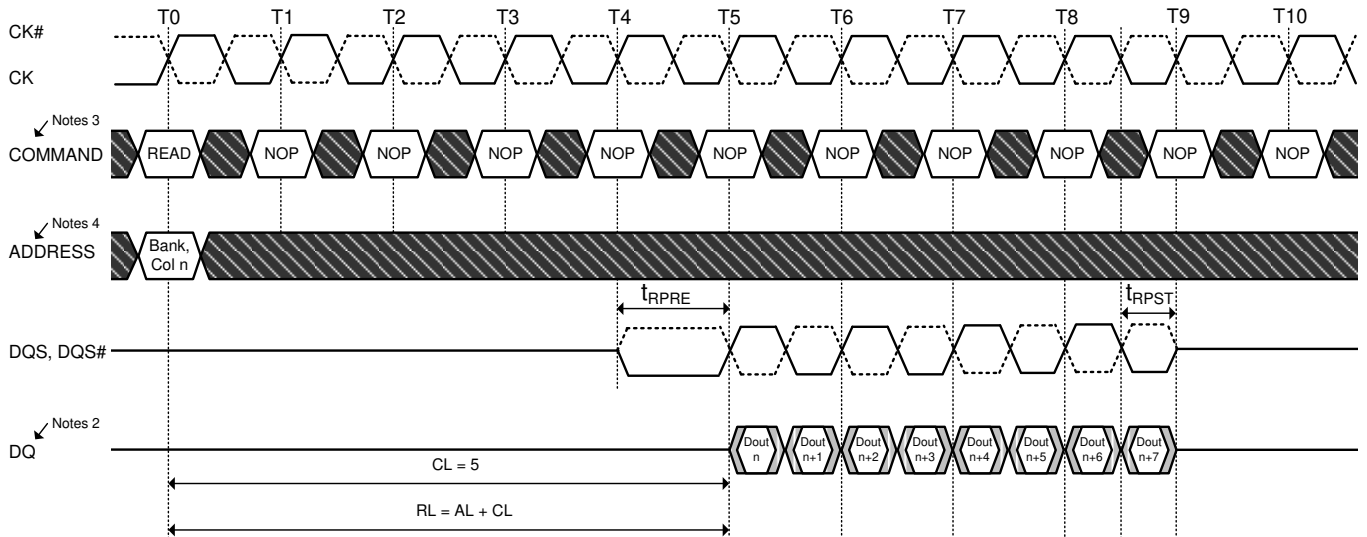 T0 T1 T2 T3 T4 T5 T6 T7 T8 T9 T10
CK#
CK
Notes 3
COMMAND READ NOP NOP NOP NOP NOP NOP NOP NOP NOP NOP
Notes 4
ADDRESS Bank,
Col n
tRPRE tRPST
DQS, DQS#
Notes 2
DQ Dout Dout Dout Dout Dout Dout Dout Dout
n n+1 n+2 n+3 n+4 n+5 n+6 n+7
CL = 5
RL = AL + CL